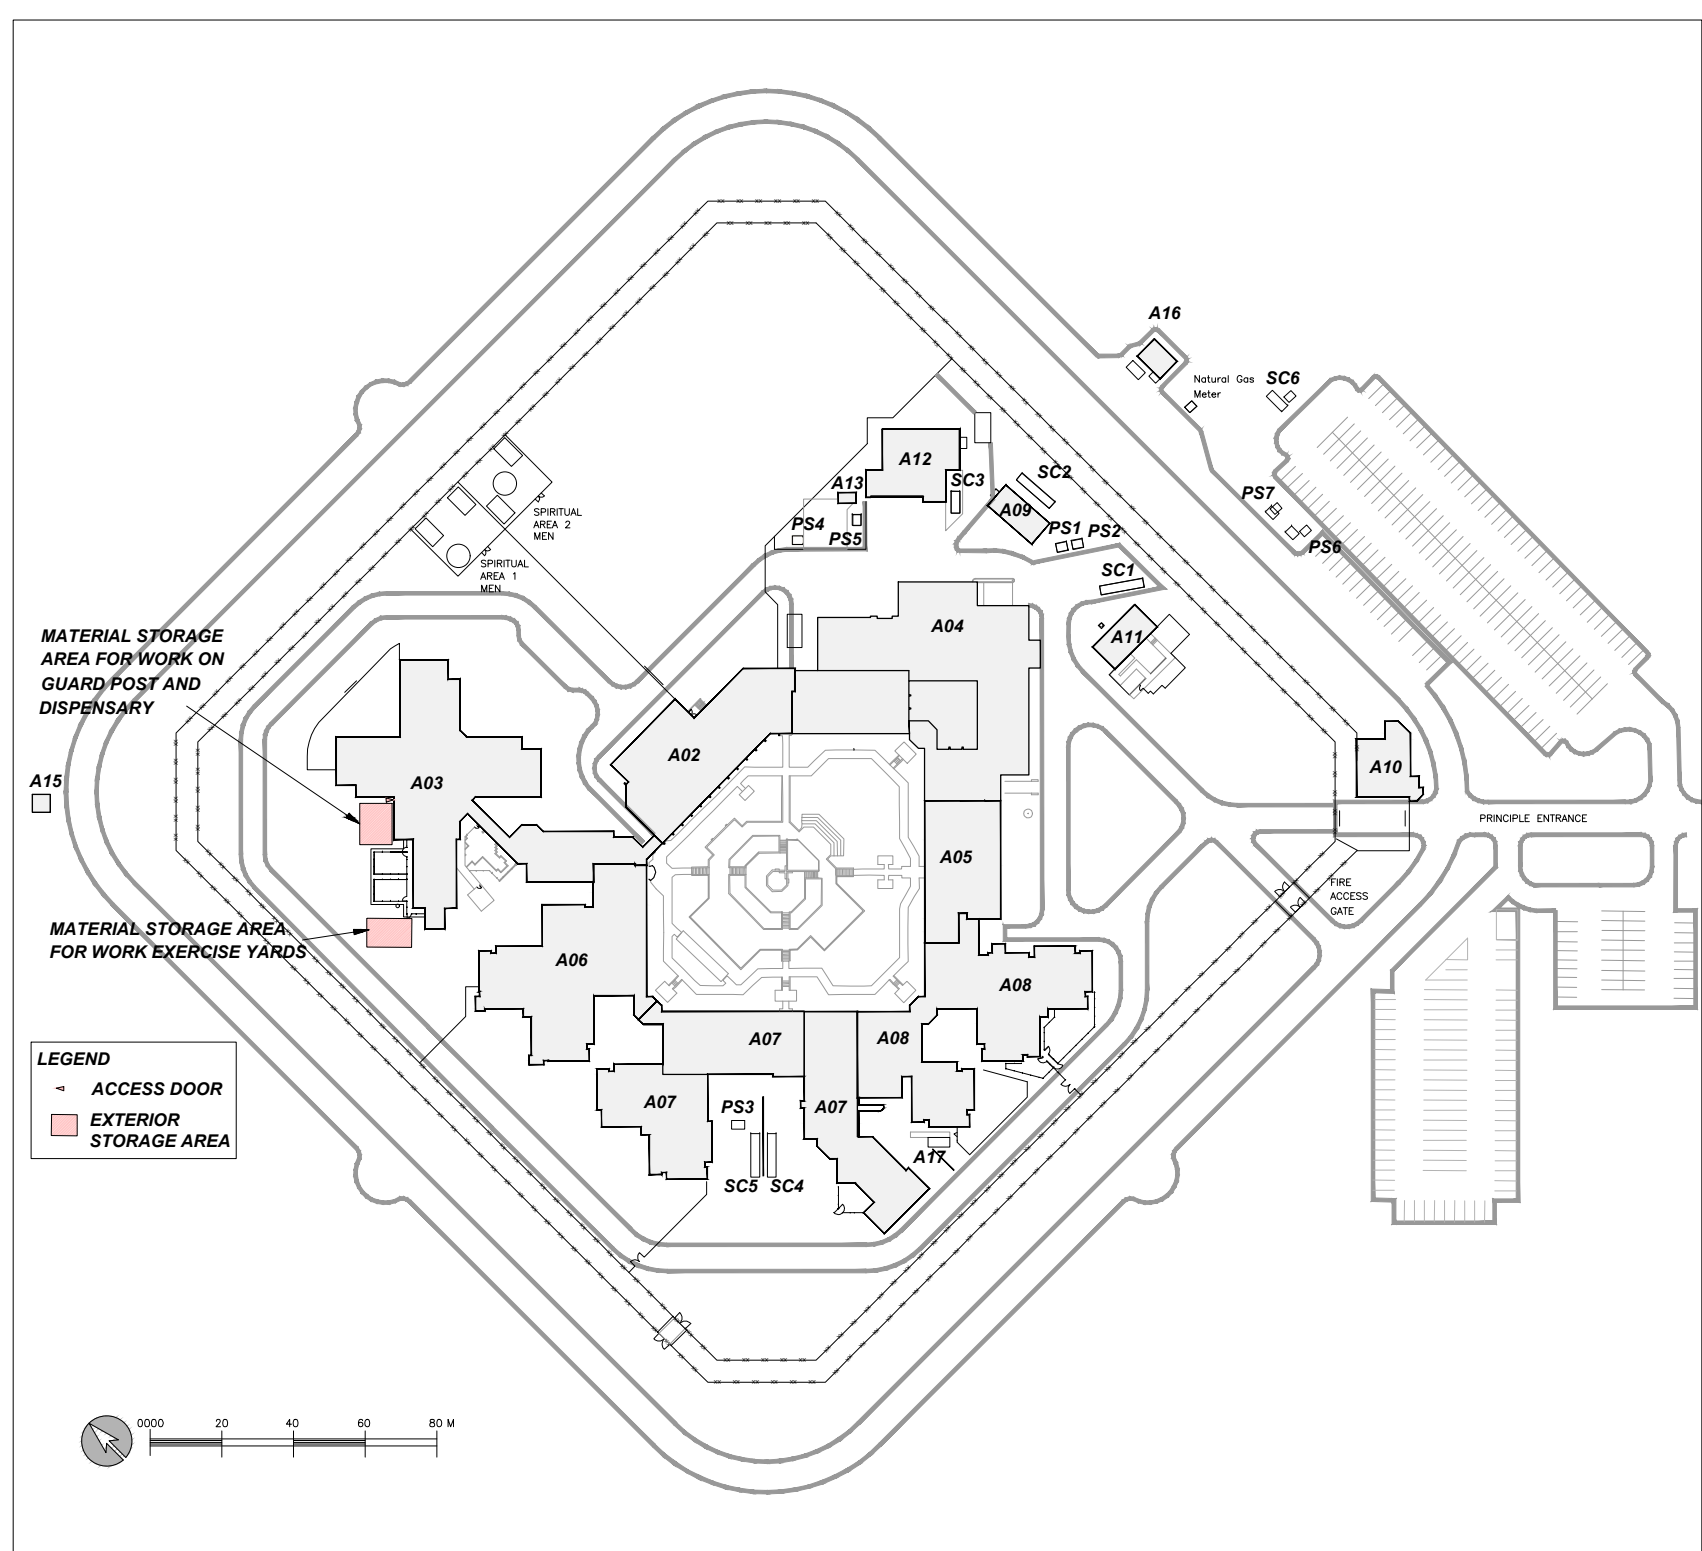 A16
Natural Gas
Meter
SC6
A12
A13
SC3
SC2
A09
PS4
PS5
PS1
PS2
PS7
PS6
SPIRITUAL
AREA 2
MEN
SPIRITUAL
AREA 1
MEN
SC1
A04
A11
MATERIAL STORAGE
AREA FOR WORK ON
GUARD POST AND
DISPENSARY
A02
A03
A15
A10
PRINCIPLE ENTRANCE
A05
FIRE
ACCESS
GATE
MATERIAL STORAGE AREA
FOR WORK EXERCISE YARDS
A06
A08
A07
A08
A07
PS3
A07
A17
SC5
SC4
LEGEND
ACCESS DOOR
EXTERIOR
STORAGE AREA
0000 20 40 60 80 M